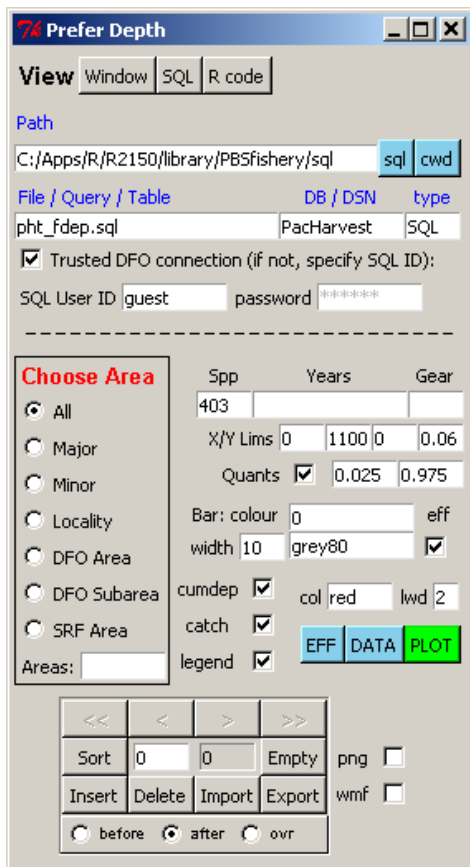 Prefer Depth
View Window SQL R code
Path
C:/Apps/R/R2150/library/PBSfishery/sql sql cwd
File / Query / Table DB / DSN type
pht_fdep.sql PacHarvest SQL
Trusted DFO connection (if not, specify SQL ID):
SQL User ID guest password ******
Choose Area
All
Major
Minor
Locality
DFO Area
DFO Subarea
SRF Area
Areas:
Spp Years Gear
403
X/Y Lims 0 1100 0 0.06
Quants 0.025 0.975
Bar: colour 0 eff
width 10 grey80
cumdep col red lwd 2
catch
legend EFF DATA PLOT
<< < > >>
Sort 0 0 Empty png
Insert Delete Import Export wmf
before after ovr